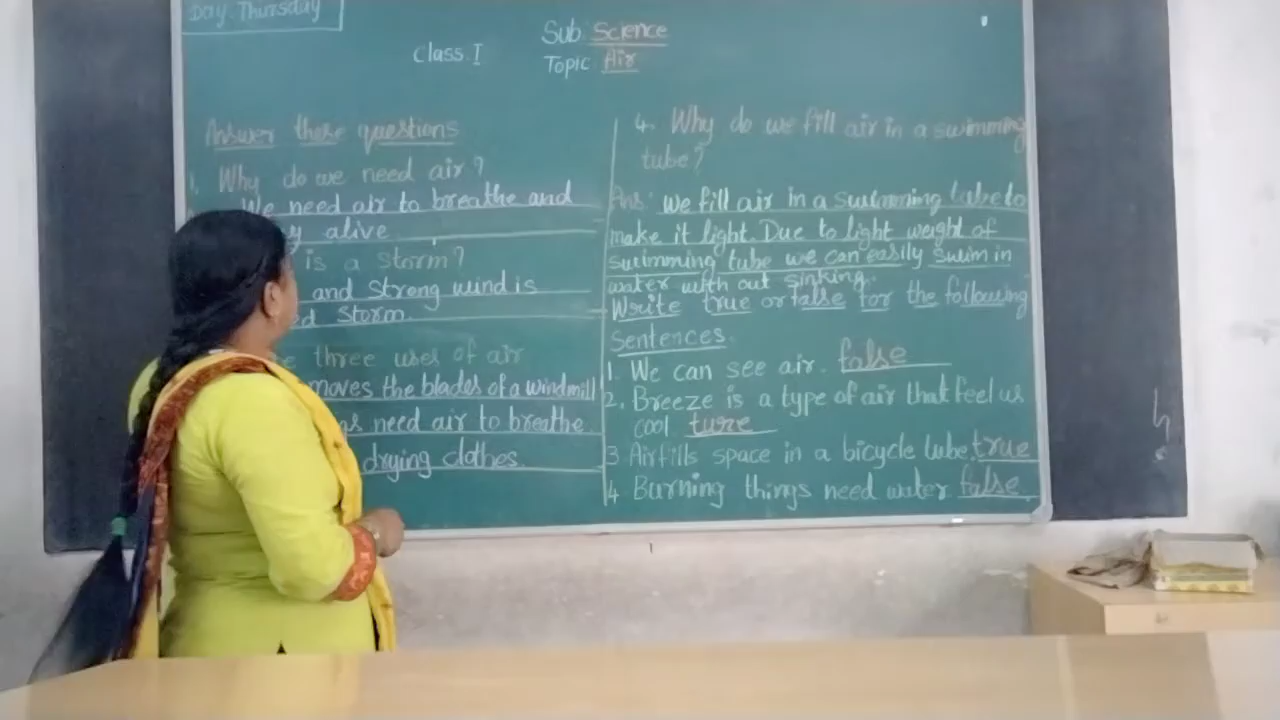 Day. Thursday
Sub: Science
Class. I
Topic Air
Answer these questions
1. Why do we need air?
We need air to breathe and
y alive
is a storm?
and strong wind is
ed storm.
three uses of air
moves the blades of a windmill
need air to breathe.
drying clothes.
4. Why do we fill air in a swimming
tube?
Ans: we fill air in a swimming tube to
make it light. Due to light weight of
swimming tube we can easily swim in
water with out sinking.
Write true or false for the following
sentences.
1. We can see air. false
2. Breeze is a type of air that feel us
cool ture
3 Air fills space in a bicycle tube. true
4 Burning things need water false